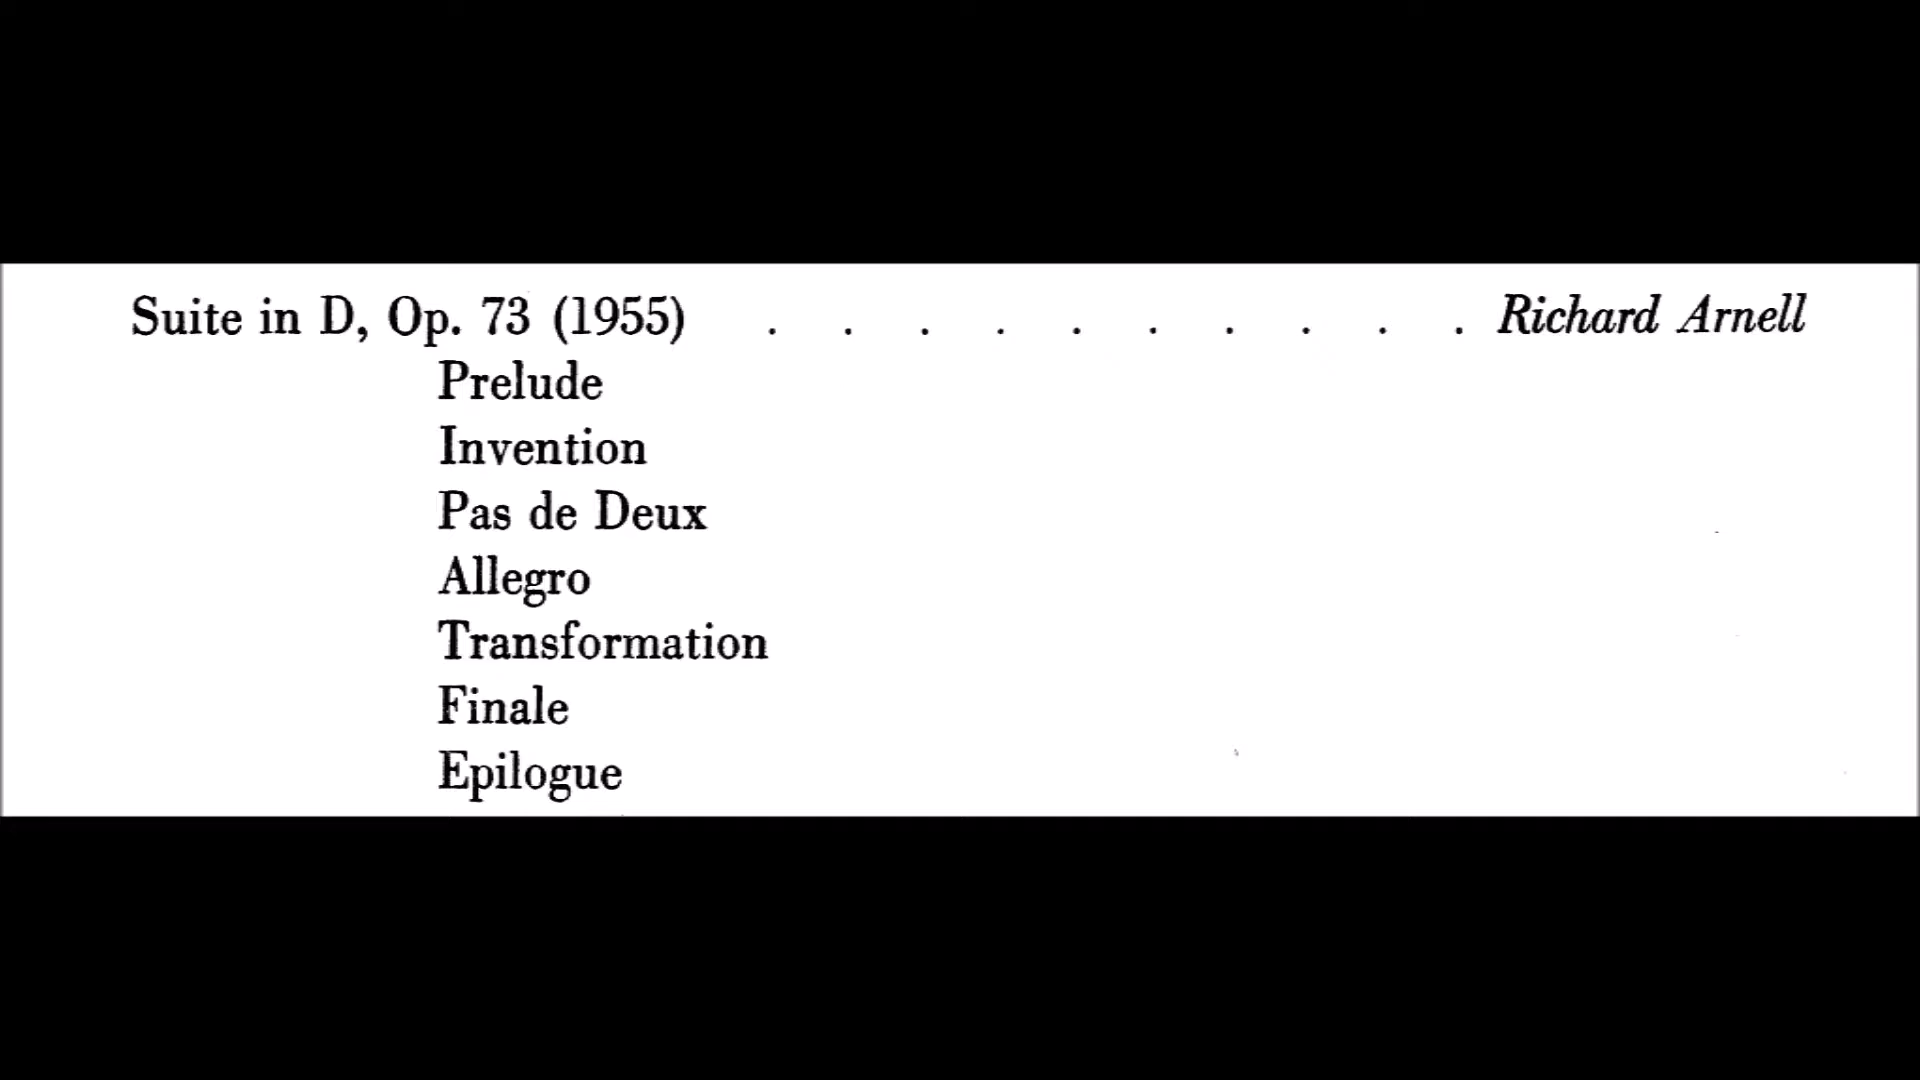 Suite in D, Op. 73 (1955) . . . . . . . . . . Richard Arnell
Prelude
Invention
Pas de Deux
Allegro
Transformation
Finale
Epilogue